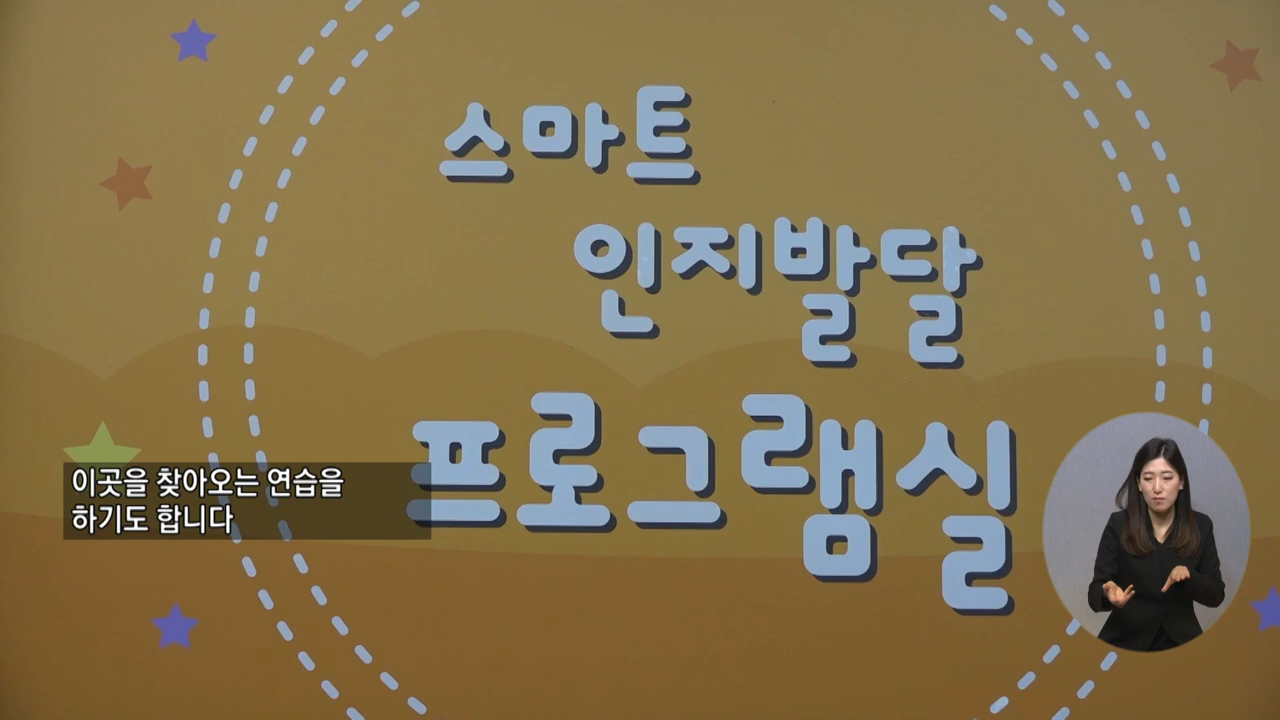 스마트
인지발달
프로그램실
이곳을 찾아오는 연습을
하기도 합니다